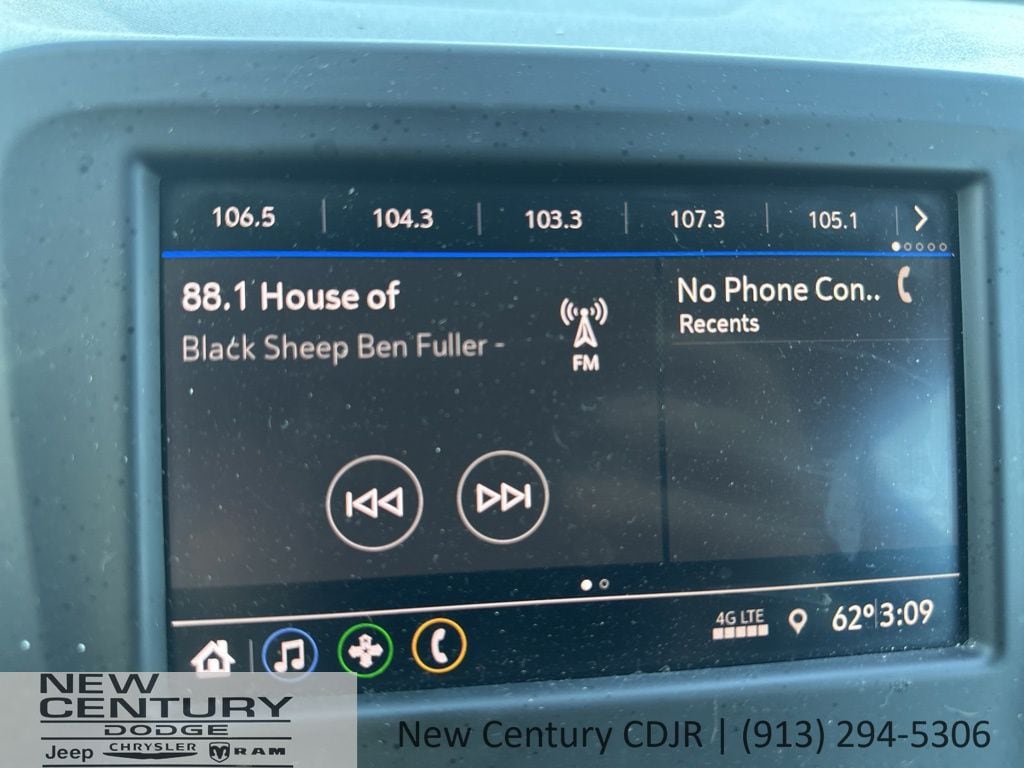 106.5 104.3 103.3 107.3 105.1
88.1 House of
Black Sheep Ben Fuller -
FM
No Phone Con..
Recents
4G LTE
62° 3:09
NEW
CENTURY
DODGE
Jeep CHRYSLER RAM
New Century CDJR | (913) 294-5306